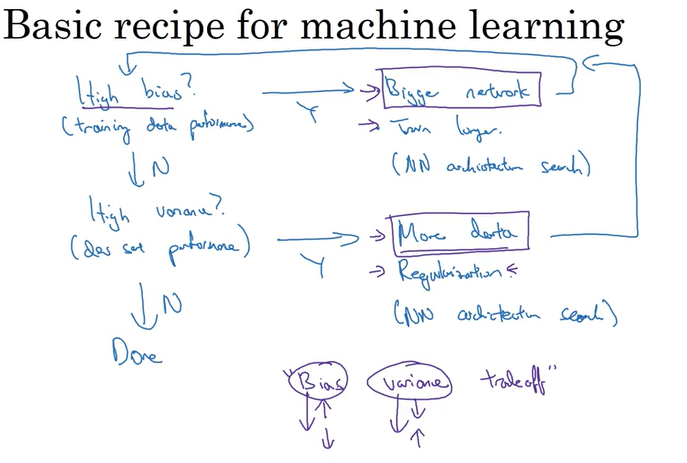 Basic recipe for machine learning
High bias?
Y
Bigger network
(training data performance)
Train longer.
N
(NN architecture search)
High variance?
More data
(dev set performance)
Y
Regularization
N
(NN architecture search)
Done
"Bias variance tradeoff"